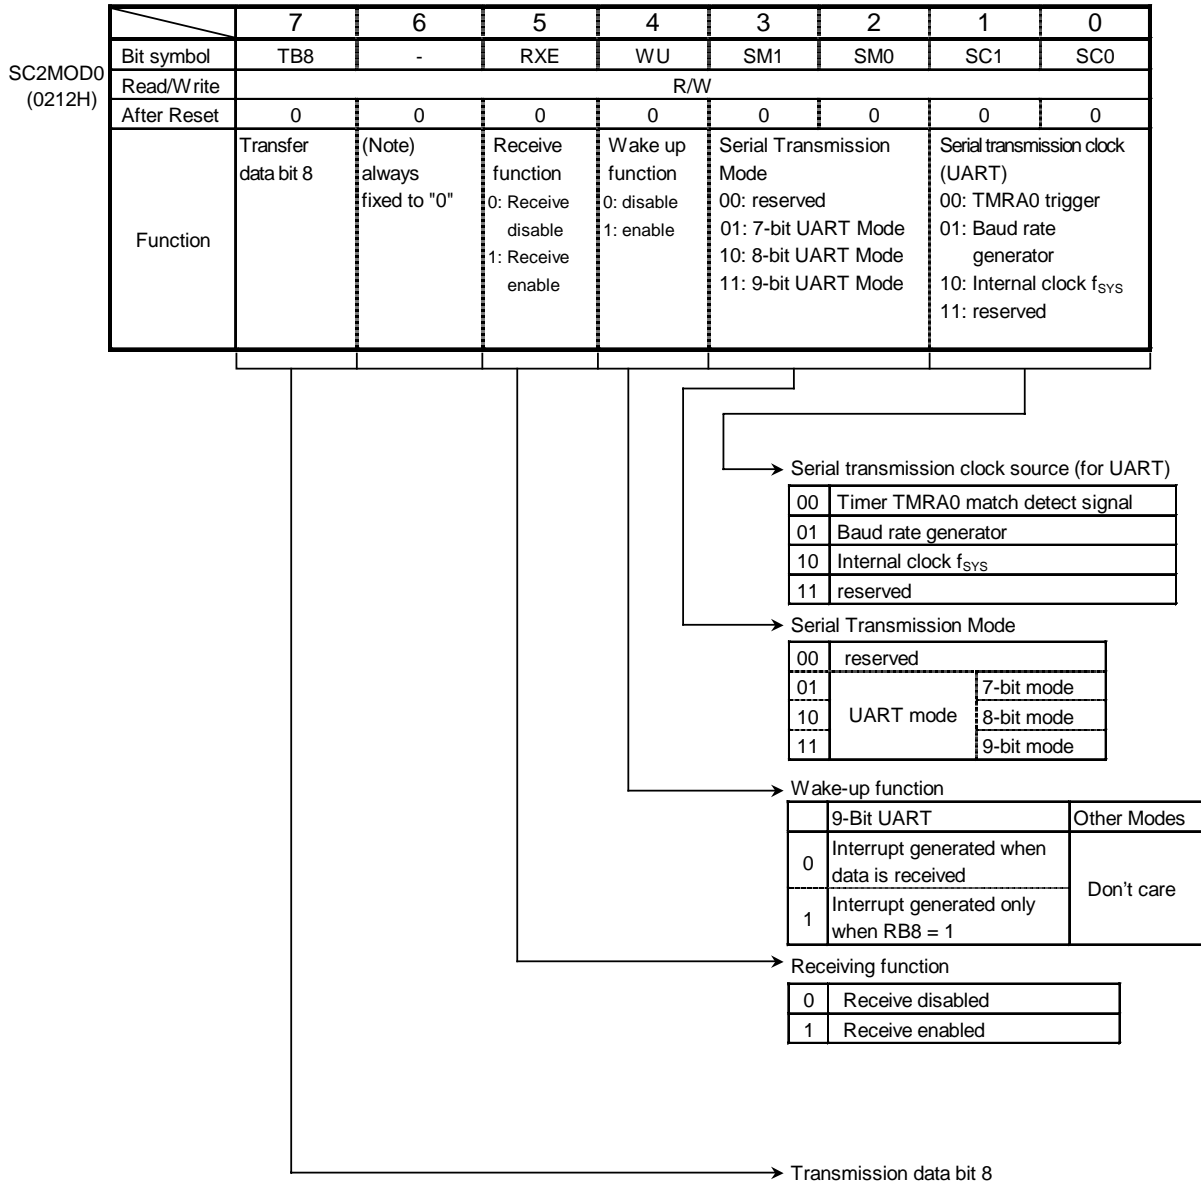 7 6 5 4 3 2 1 0
SC2MOD0
(0212H)
Bit symbol TB8 - RXE WU SM1 SM0 SC1 SC0
Read/Write R/W
After Reset 0 0 0 0 0 0 0 0
Function
Transfer
data bit 8
(Note)
always
fixed to "0"
Receive
function
0: Receive
disable
1: Receive
enable
Wake up
function
0: disable
1: enable
Serial Transmission
Mode
00: reserved
01: 7-bit UART Mode
10: 8-bit UART Mode
11: 9-bit UART Mode
Serial transmission clock
(UART)
00: TMRA0 trigger
01: Baud rate
generator
10: Internal clock fSYS
11: reserved
Serial transmission clock source (for UART)
00 Timer TMRA0 match detect signal
01 Baud rate generator
10 Internal clock fSYS
11 reserved
Serial Transmission Mode
00 reserved
01 7-bit mode
10 UART mode 8-bit mode
11 9-bit mode
Wake-up function
9-Bit UART Other Modes
0 Interrupt generated when
data is received
Don't care
1 Interrupt generated only
when RB8 = 1
Receiving function
0 Receive disabled
1 Receive enabled
Transmission data bit 8